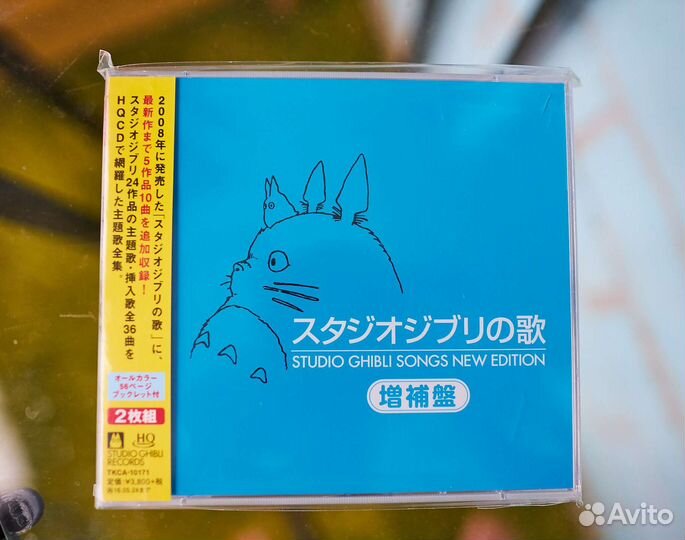 2008年に発売した「スタジオジブリの歌」に、
最新作まで5作品10曲を追加収録!
スタジオジブリ24作品の主題歌・挿入歌全36曲を
HQCDで網羅した主題歌全集。
オールカラー
56ページ
ブックレット付
2枚組
HQ
STUDIO GHIBLI
RECORDS
TKCA-10171
定価:¥3,800+税
スタジオジブリの歌
STUDIO GHIBLI SONGS NEW EDITION
増補盤
Avito